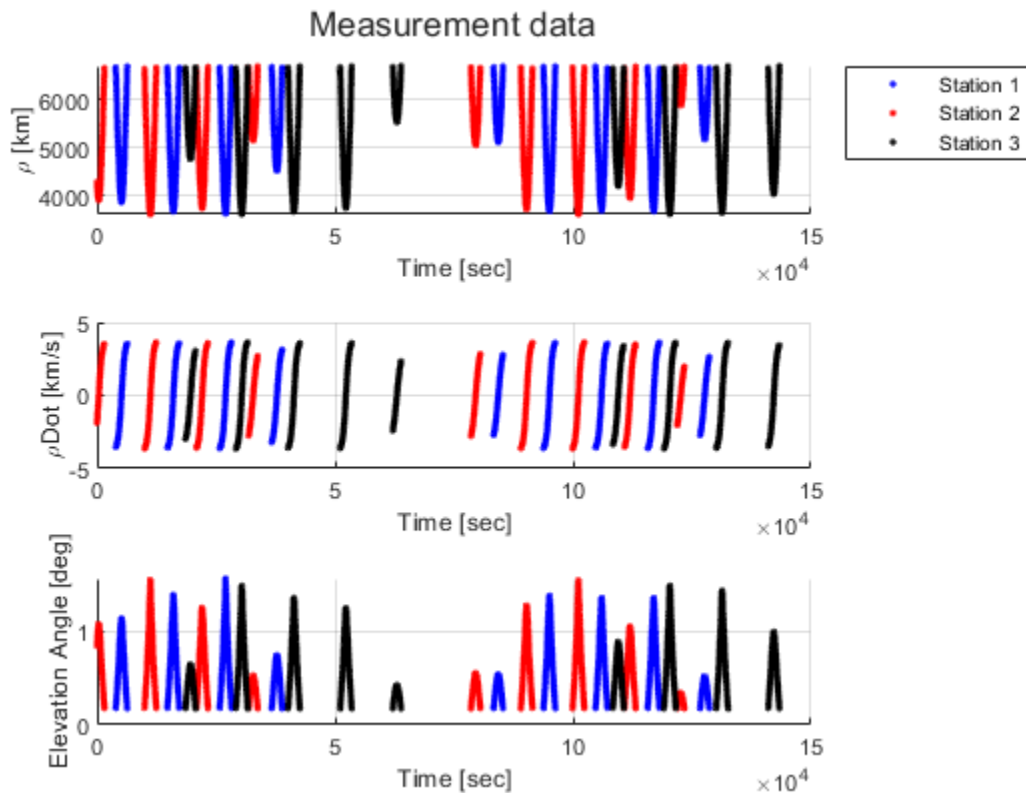 Measurement data
Station 1
Station 2
Station 3
ρ [km]
6000
5000
4000
0 5 10 15
Time [sec]
×10⁴
ρDot [km/s]
5
0
-5
0 5 10 15
Time [sec]
×10⁴
Elevation Angle [deg]
1
0
0 5 10 15
Time [sec]
×10⁴